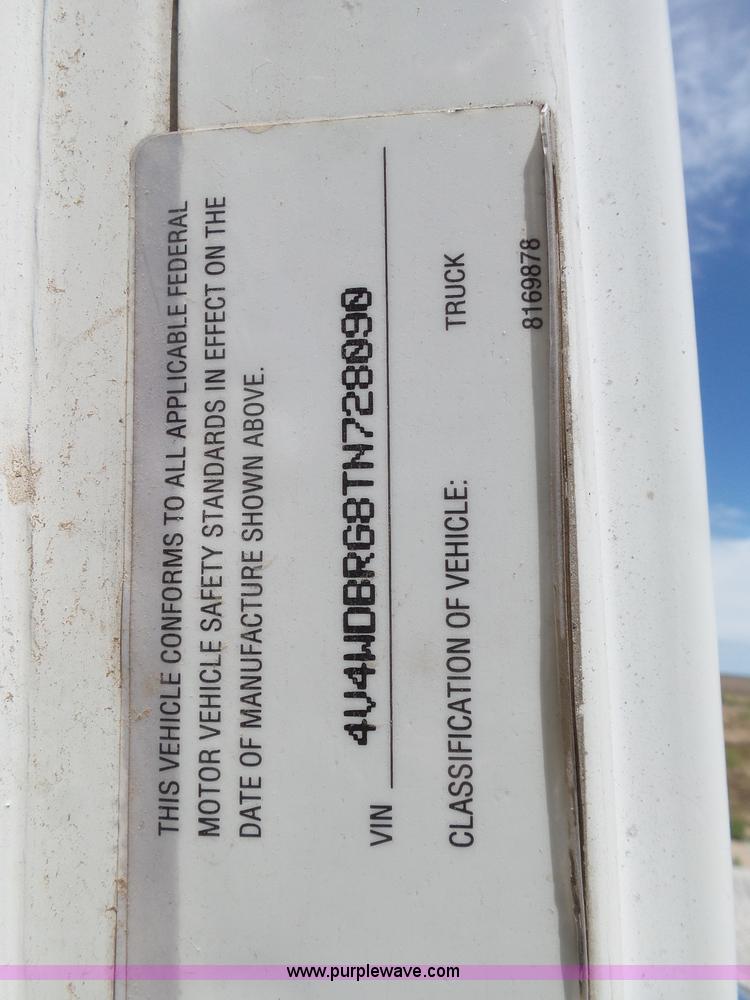 THIS VEHICLE CONFORMS TO ALL APPLICABLE FEDERAL
MOTOR VEHICLE SAFETY STANDARDS IN EFFECT ON THE
DATE OF MANUFACTURE SHOWN ABOVE.
VIN 4V4WDBRG8TN728090
CLASSIFICATION OF VEHICLE: TRUCK
8169878
www.purplewave.com